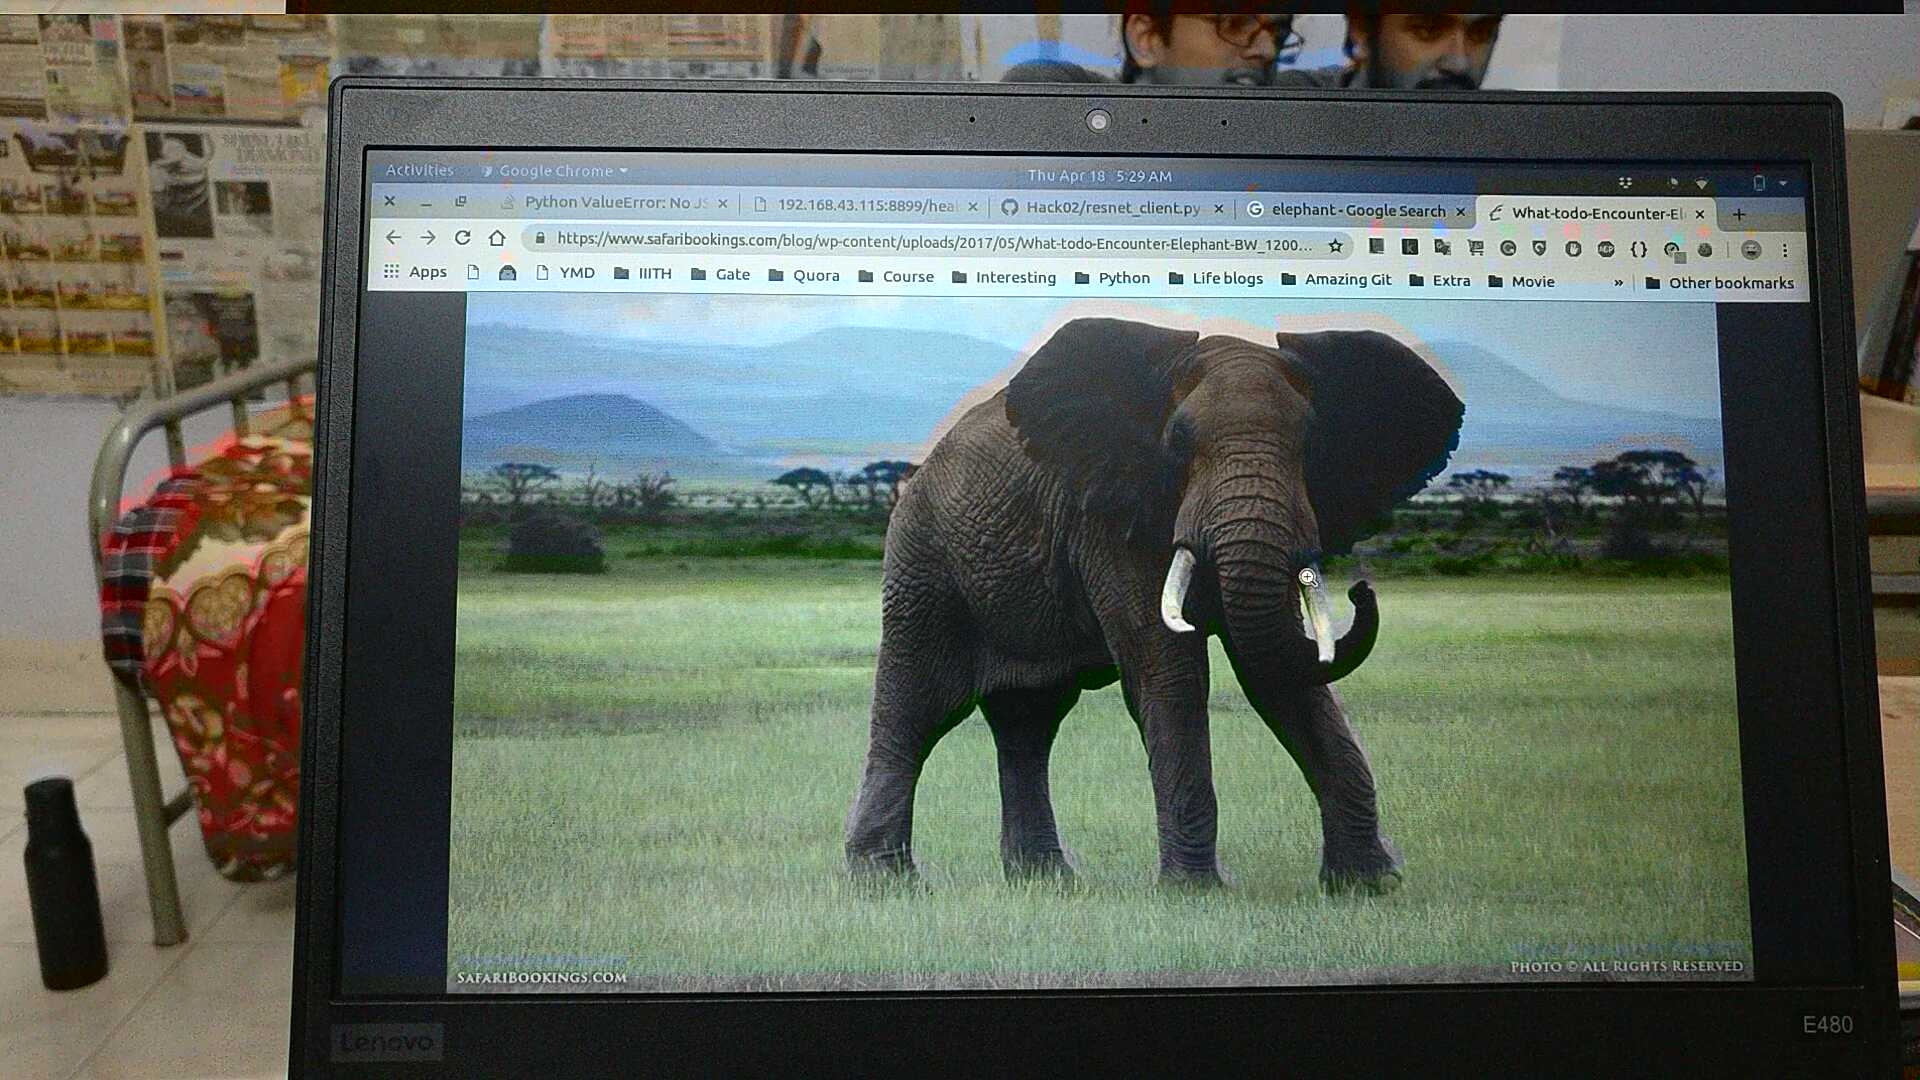 Activities Google Chrome Thu Apr 18 5:29 AM
Python ValueError: No JS 192.168.43.115:8899/hea Hack02/resnet_client.py elephant - Google Search What-todo-Encounter-El
https://www.safaribookings.com/blog/wp-content/uploads/2017/05/What-todo-Encounter-Elephant-BW_1200...
Apps YMD IIITH Gate Quora Course Interesting Python Life blogs Amazing Git Extra Movie » Other bookmarks
SAFARIBOOKINGS.COM
PHOTO © ALL RIGHTS RESERVED
Lenovo
E480